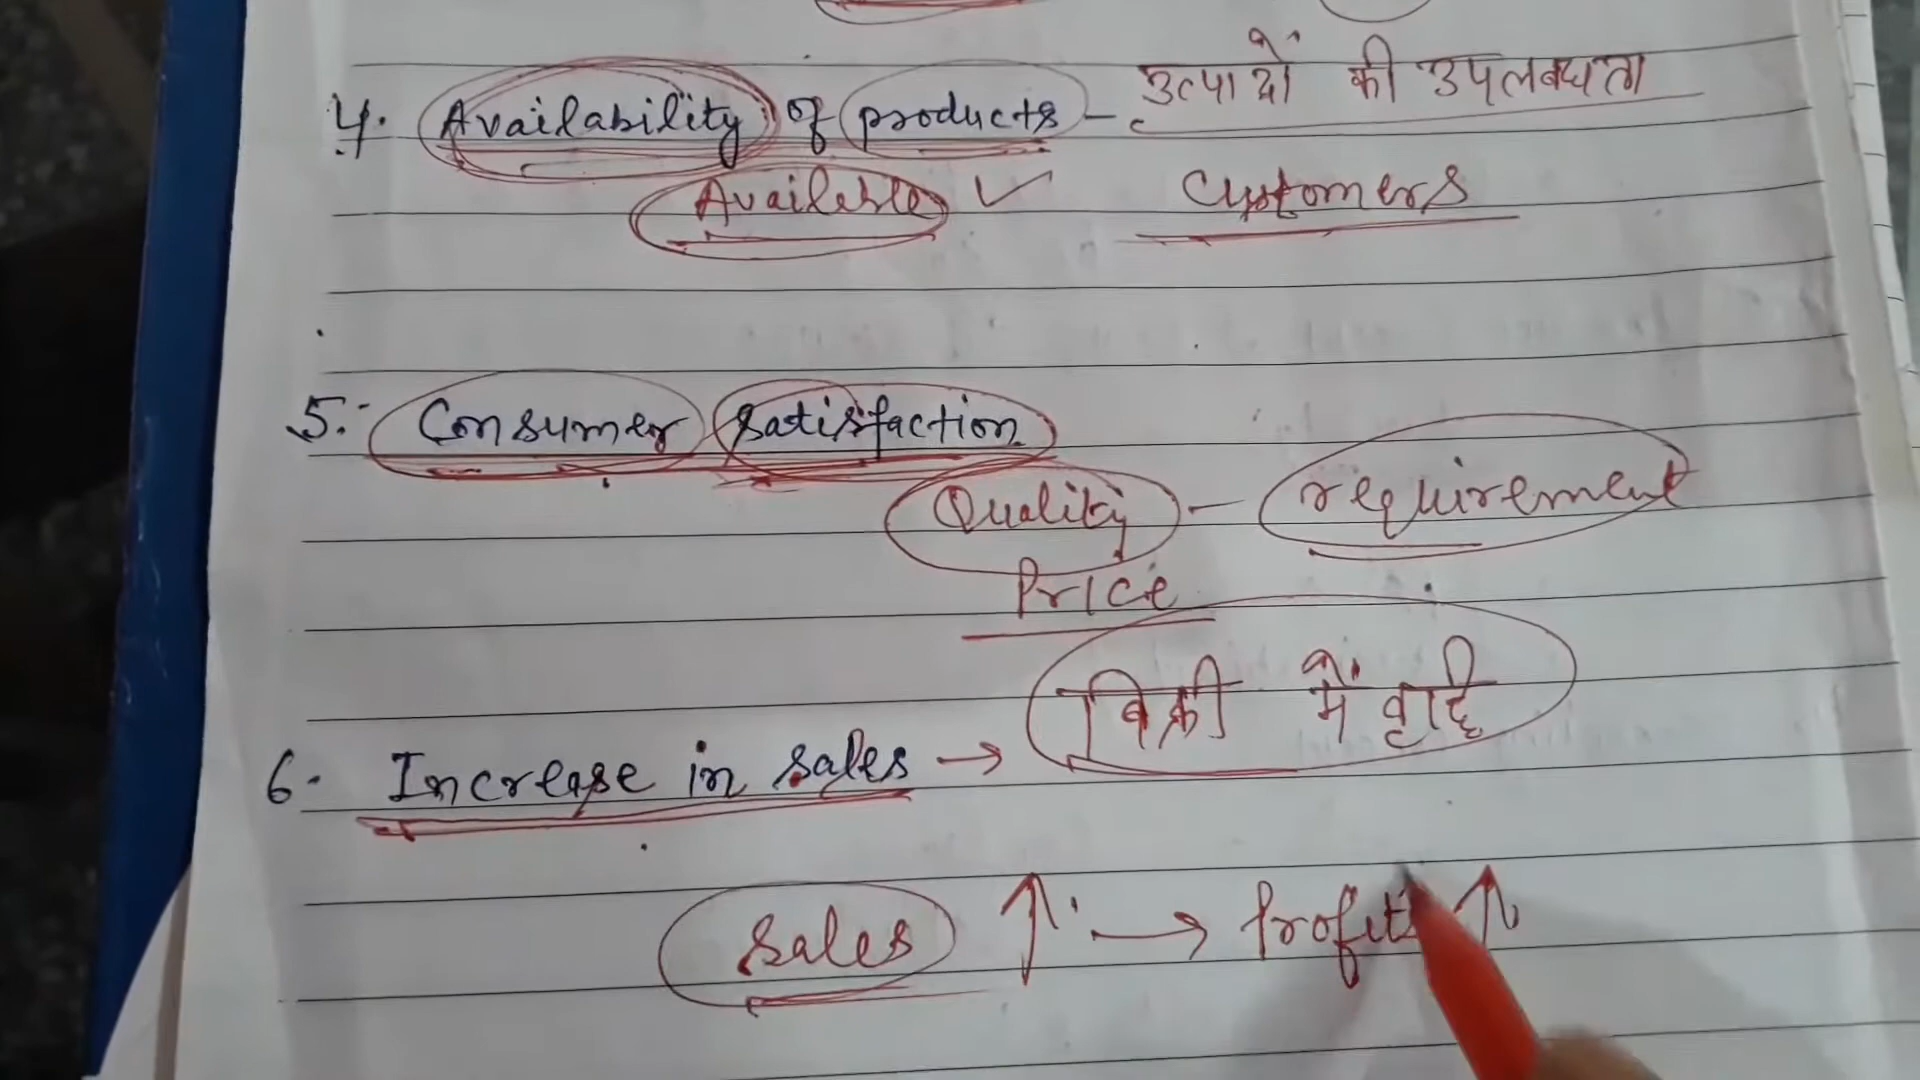 4. Availability of products - उत्पादों की उपलब्धता
Available ✓ Customers
5. Consumer satisfaction
Quality - requirement
Price
बिक्री में वृद्धि
6. Increase in sales →
sales ↑ → Profit ↑